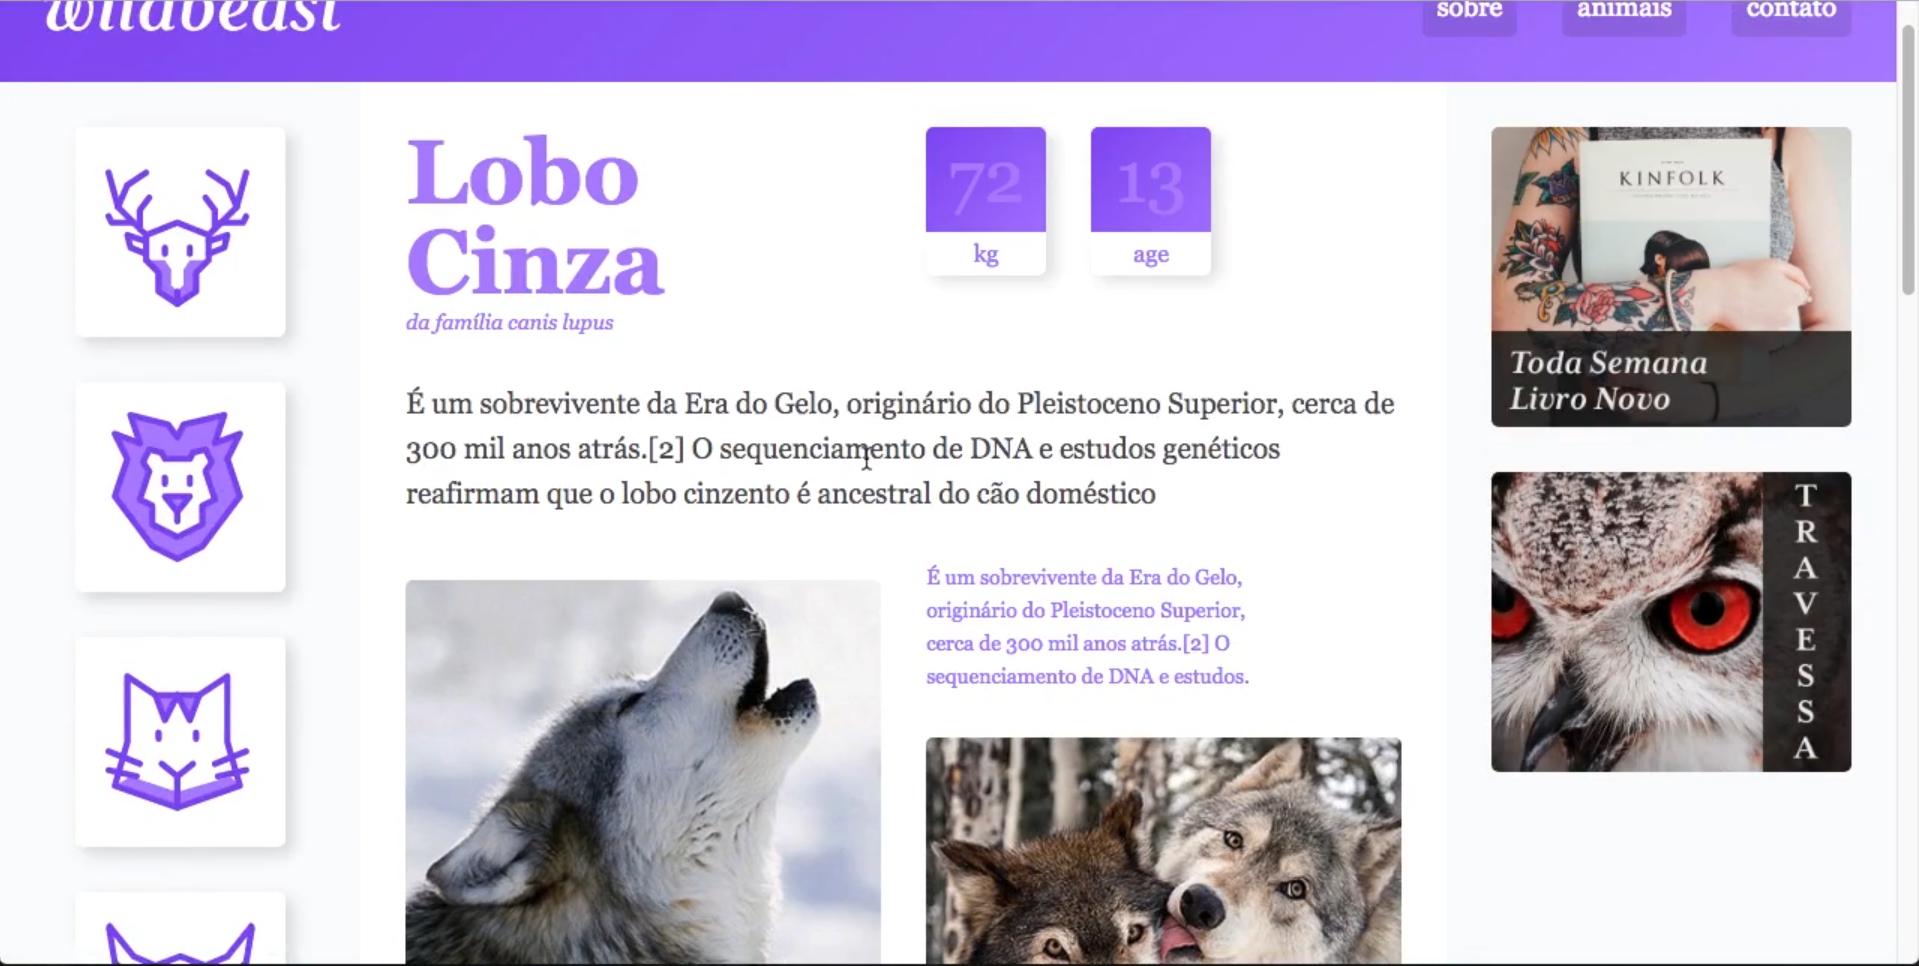 wildbeast
sobre
animais
contato
Lobo
Cinza
da família canis lupus
72
kg
13
age
É um sobrevivente da Era do Gelo, originário do Pleistoceno Superior, cerca de
300 mil anos atrás.[2] O sequenciamento de DNA e estudos genéticos
reafirmam que o lobo cinzento é ancestral do cão doméstico
É um sobrevivente da Era do Gelo,
originário do Pleistoceno Superior,
cerca de 300 mil anos atrás.[2] O
sequenciamento de DNA e estudos.
KINFOLK
Toda Semana
Livro Novo
TRAVESSA